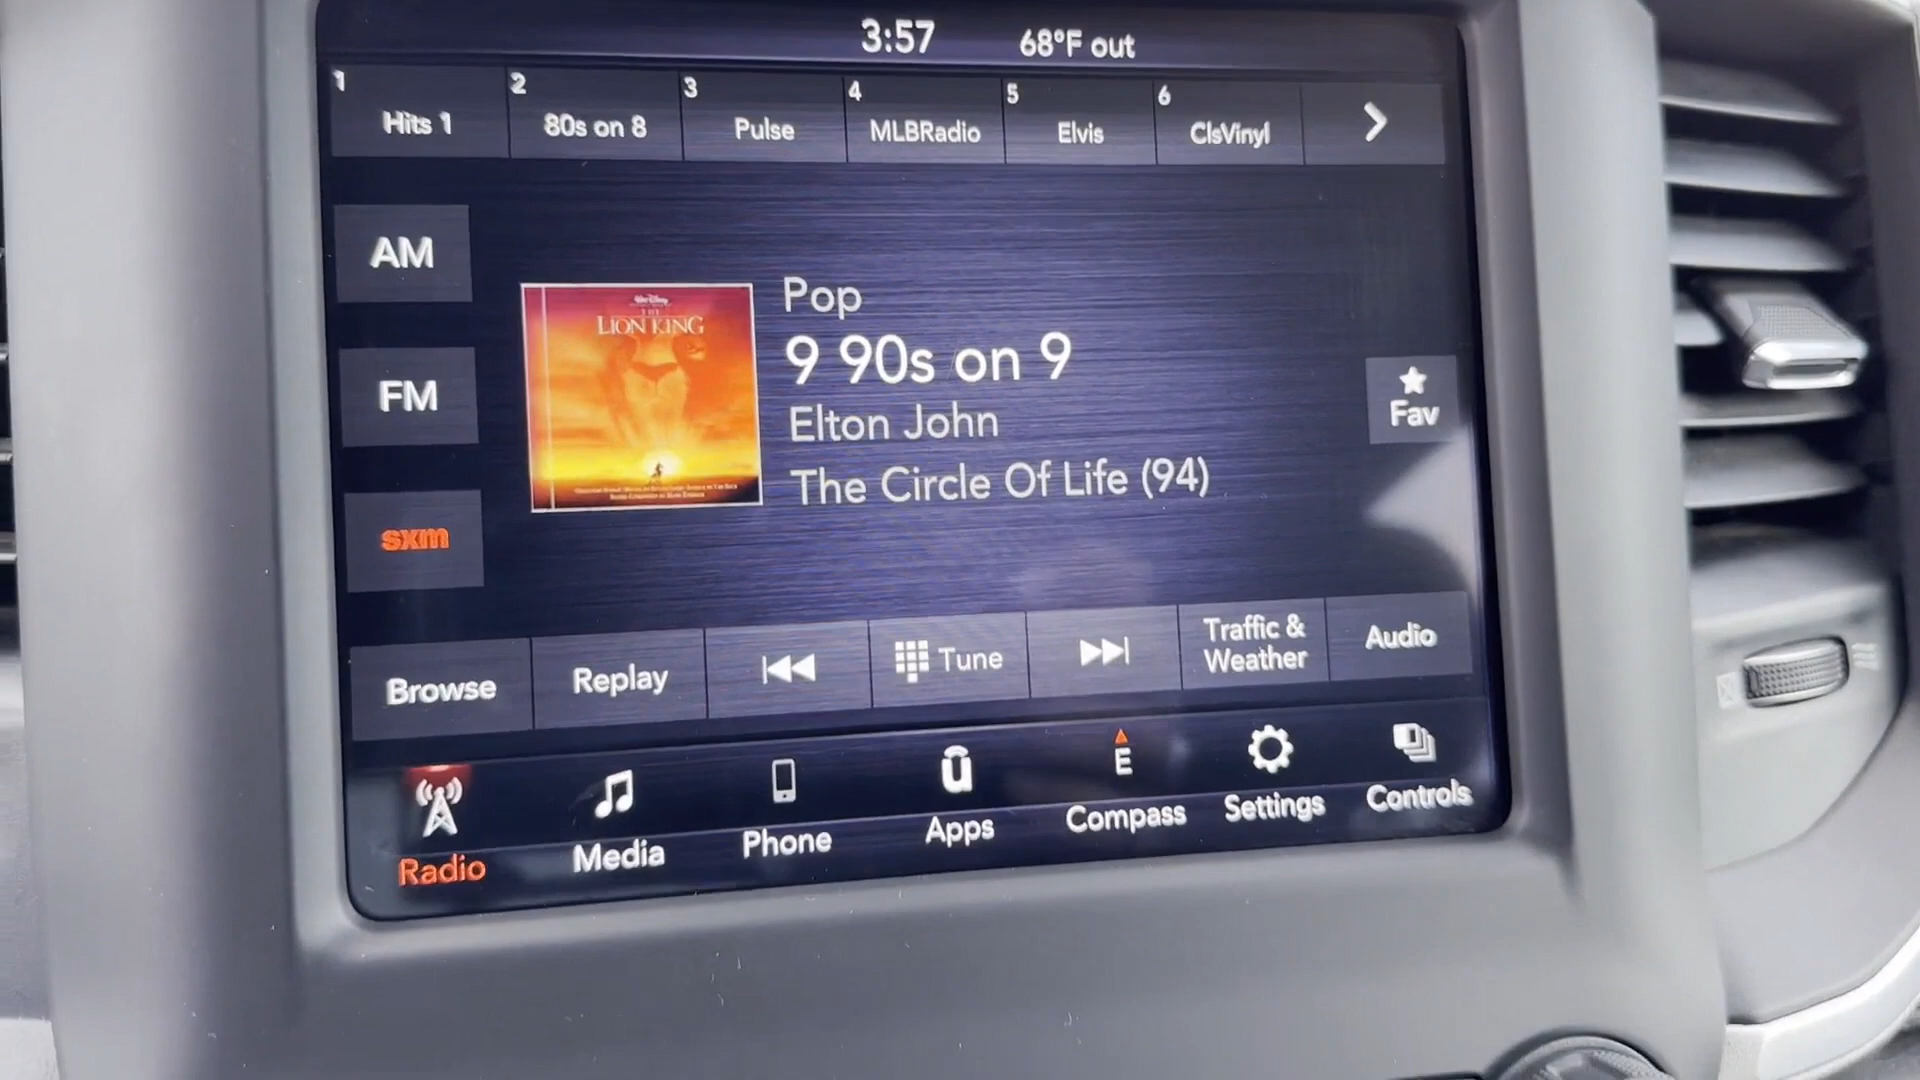 3:57 68°F out
1 Hits 1
2 80s on 8
3 Pulse
4 MLBRadio
5 Elvis
6 ClsVinyl
AM
FM
sxm
Walt Disney
THE
LION KING
Pop
9 90s on 9
Elton John
The Circle Of Life (94)
Fav
Browse
Replay
Tune
Traffic &
Weather
Audio
Radio
Media
Phone
Apps
E
Compass
Settings
Controls